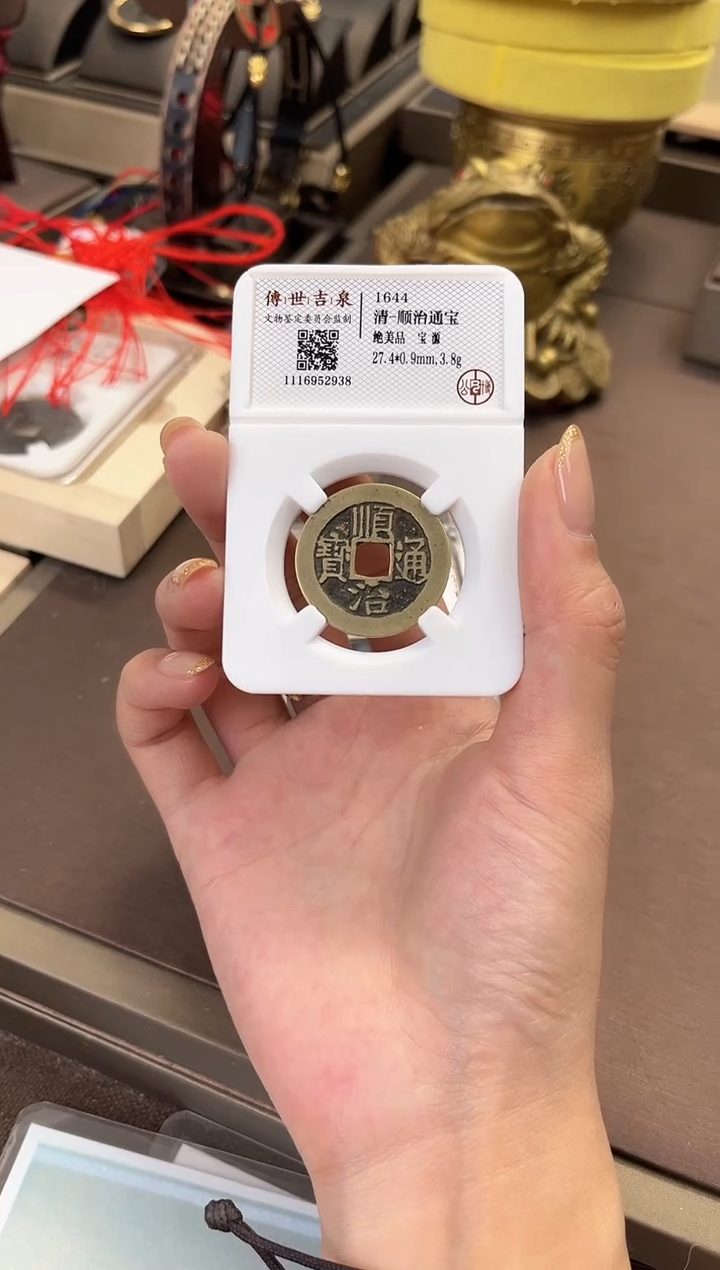 傳世吉泉
文物鉴定委员会监制
1116952938
1644
清-顺治通宝
绝美品 宝源
27.4*0.9mm,3.8g
順治通寶